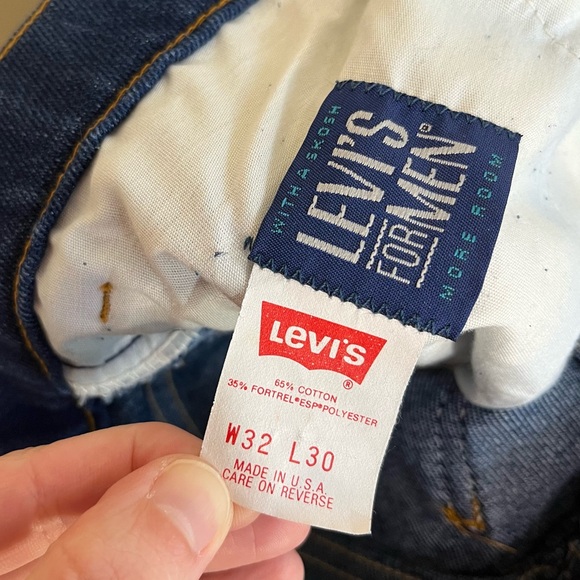 WITH A SKOSH
LEVI'S®
FOR MEN
MORE ROOM
LEVI'S®
65% COTTON
35% FORTREL®ESP®POLYESTER
W32 L30
MADE IN U.S.A.
CARE ON REVERSE